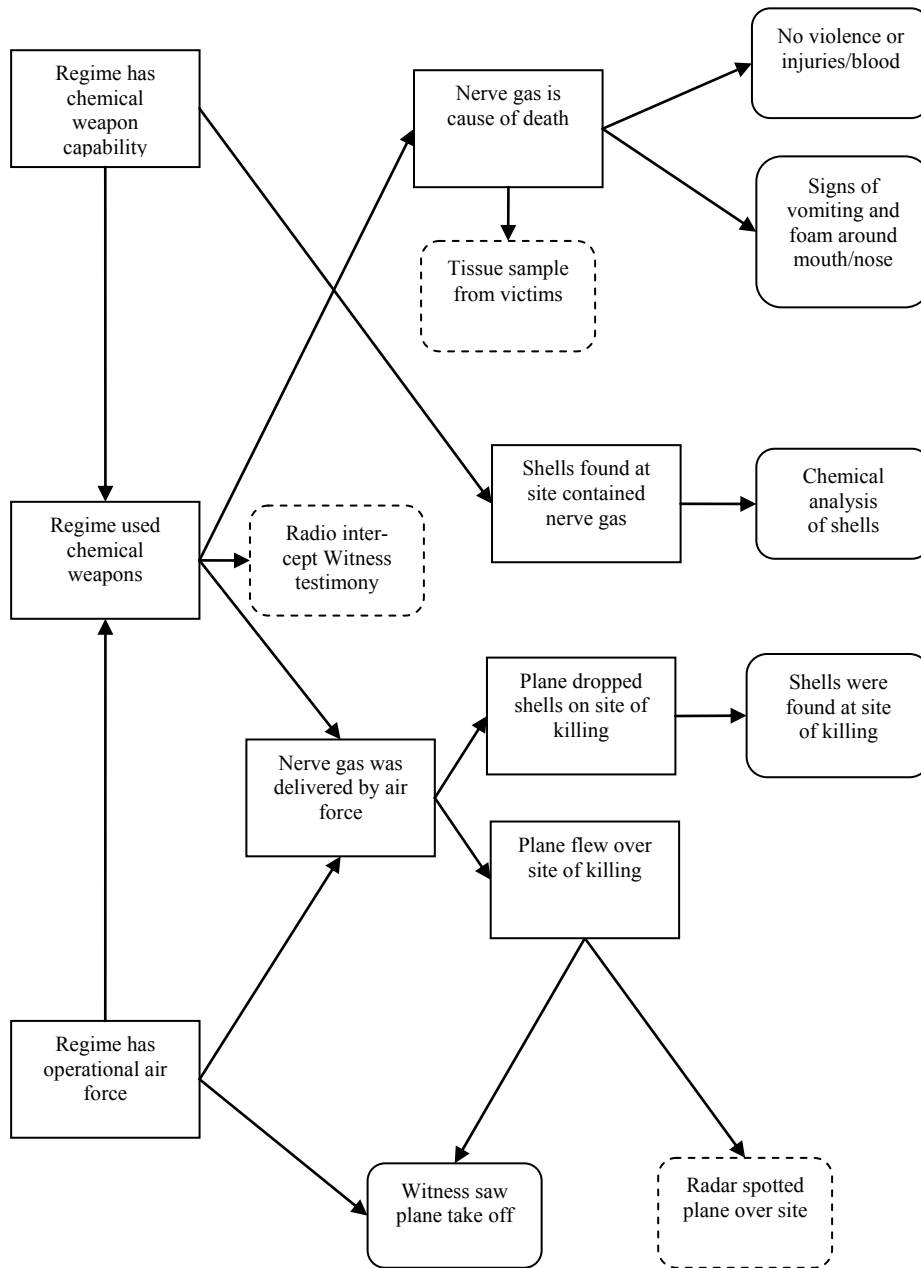 No violence or
injuries/blood
Regime has
chemical
weapon
capability
Nerve gas is
cause of death
Signs of
vomiting and
foam around
mouth/nose
Tissue sample
from victims
Shells found at
site contained
nerve gas
Chemical
analysis
of shells
Regime used
chemical
weapons
Radio inter-
cept Witness
testimony
Plane dropped
shells on site
of killing
Shells were
found at site
of killing
Nerve gas was
delivered by air
force
Plane flew over
site of killing
Regime has
operational air
force
Witness saw
plane take off
Radar spotted
plane over site